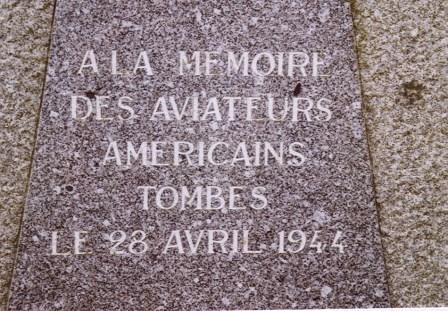 A LA MEMOIRE
DES AVIATEURS
AMERICAINS
TOMBES
LE 28 AVRIL 1944